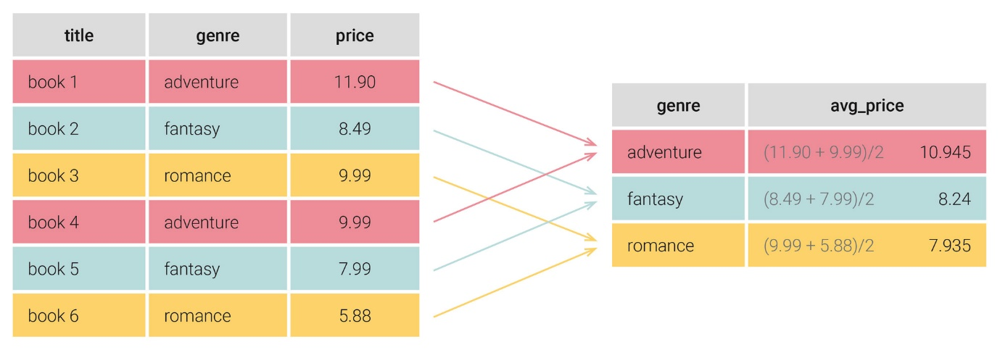 title genre price
book 1 adventure 11.90
book 2 fantasy 8.49
book 3 romance 9.99
book 4 adventure 9.99
book 5 fantasy 7.99
book 6 romance 5.88
genre avg_price
adventure (11.90 + 9.99)/2 10.945
fantasy (8.49 + 7.99)/2 8.24
romance (9.99 + 5.88)/2 7.935